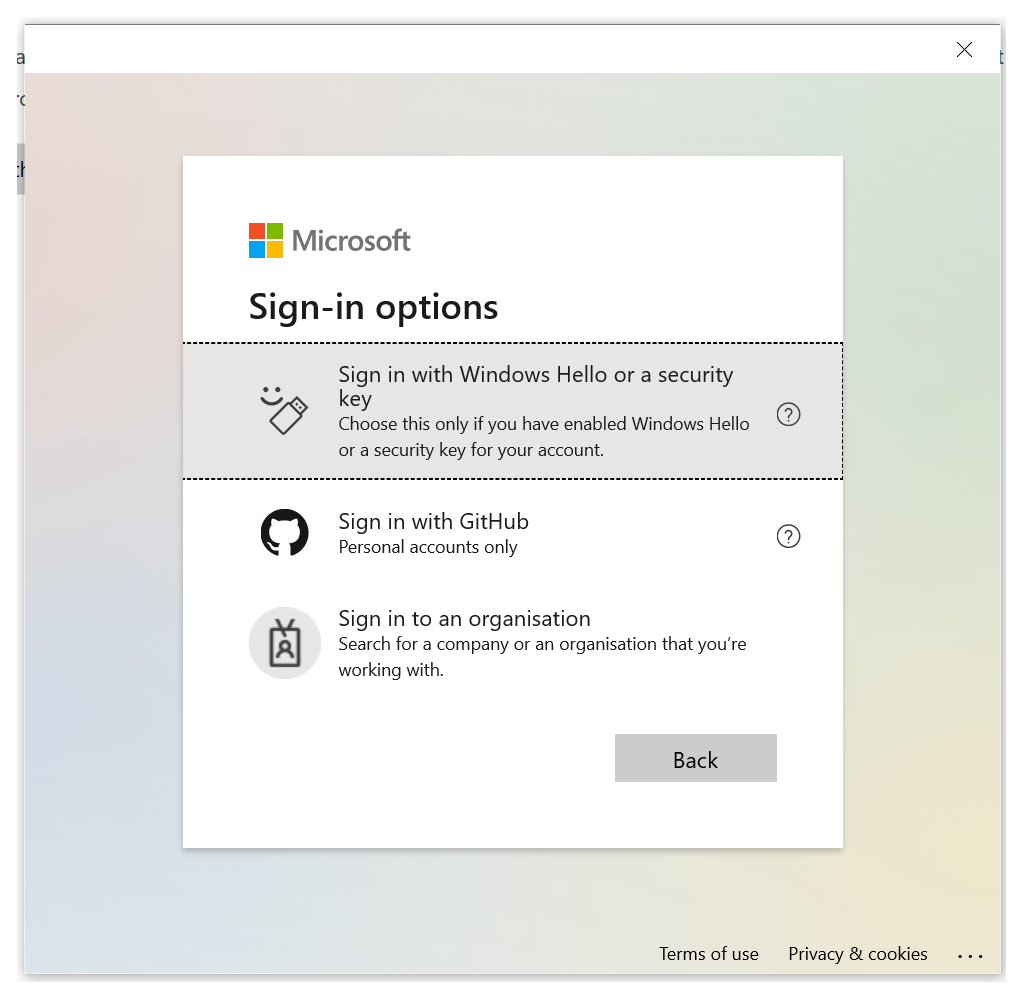 Microsoft
Sign-in options
Sign in with Windows Hello or a security
key
Choose this only if you have enabled Windows Hello
or a security key for your account.
Sign in with GitHub
Personal accounts only
Sign in to an organisation
Search for a company or an organisation that you’re
working with.
Back
Terms of use Privacy & cookies ...